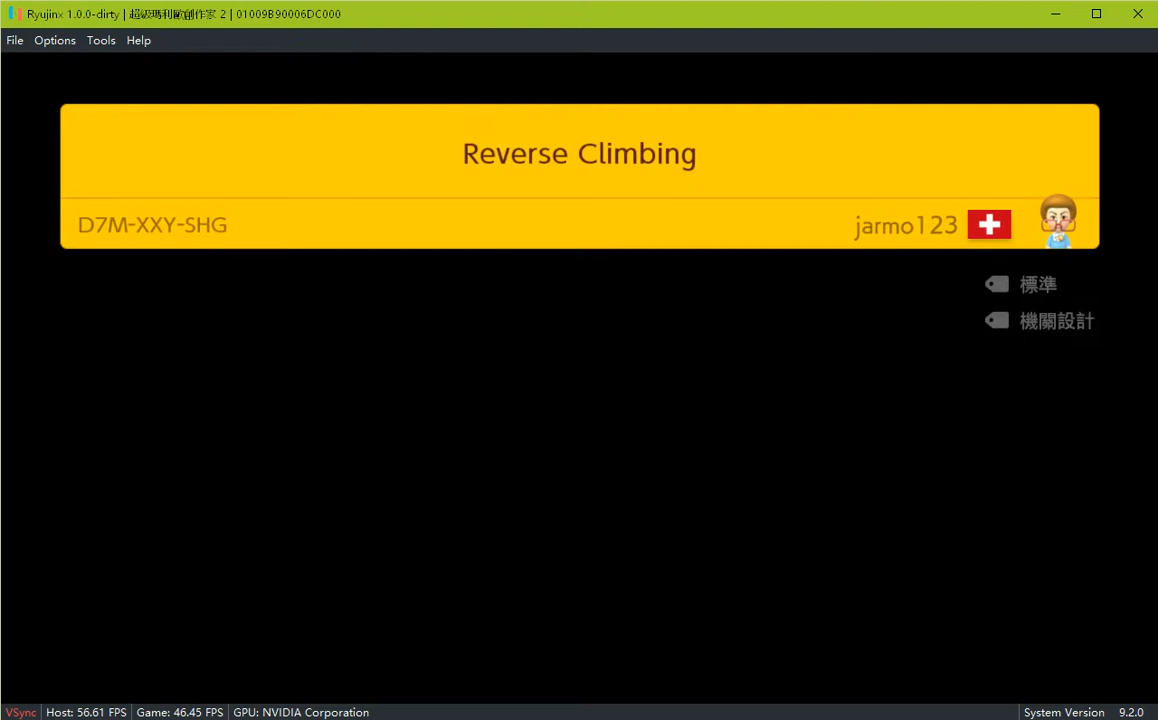 Ryujinx 1.0.0-dirty | 超級瑪利歐創作家 2 | 01009B90006DC000
File Options Tools Help
Reverse Climbing
D7M-XXY-SHG
jarmo123
標準
機關設計
VSync Host: 56.61 FPS Game: 46.45 FPS GPU: NVIDIA Corporation System Version 9.2.0